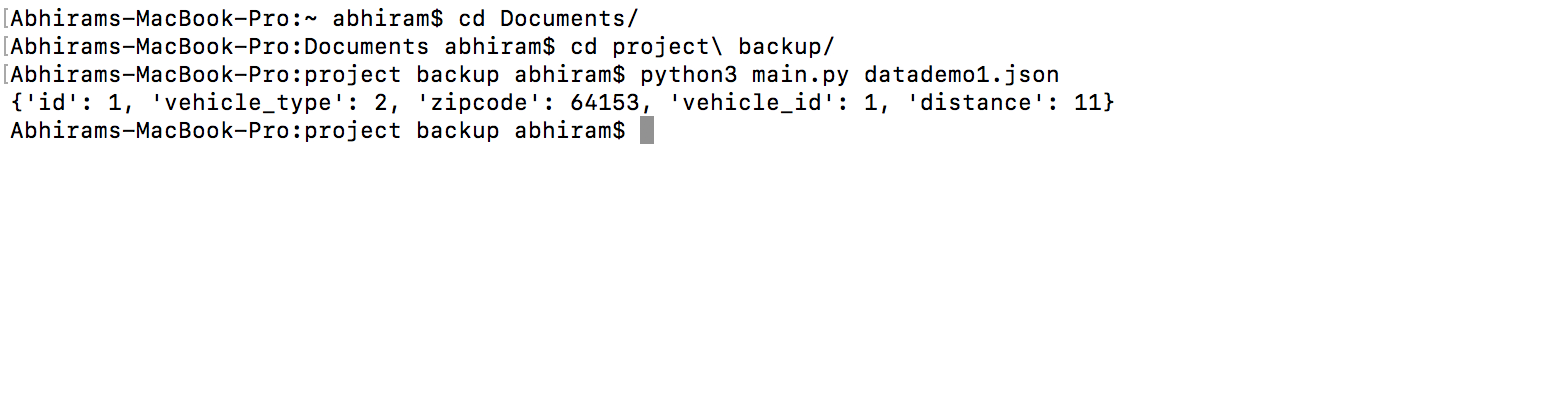 [Abhirams-MacBook-Pro:~ abhiram$ cd Documents/
[Abhirams-MacBook-Pro:Documents abhiram$ cd project\ backup/
[Abhirams-MacBook-Pro:project backup abhiram$ python3 main.py datademo1.json
{'id': 1, 'vehicle_type': 2, 'zipcode': 64153, 'vehicle_id': 1, 'distance': 11}
Abhirams-MacBook-Pro:project backup abhiram$